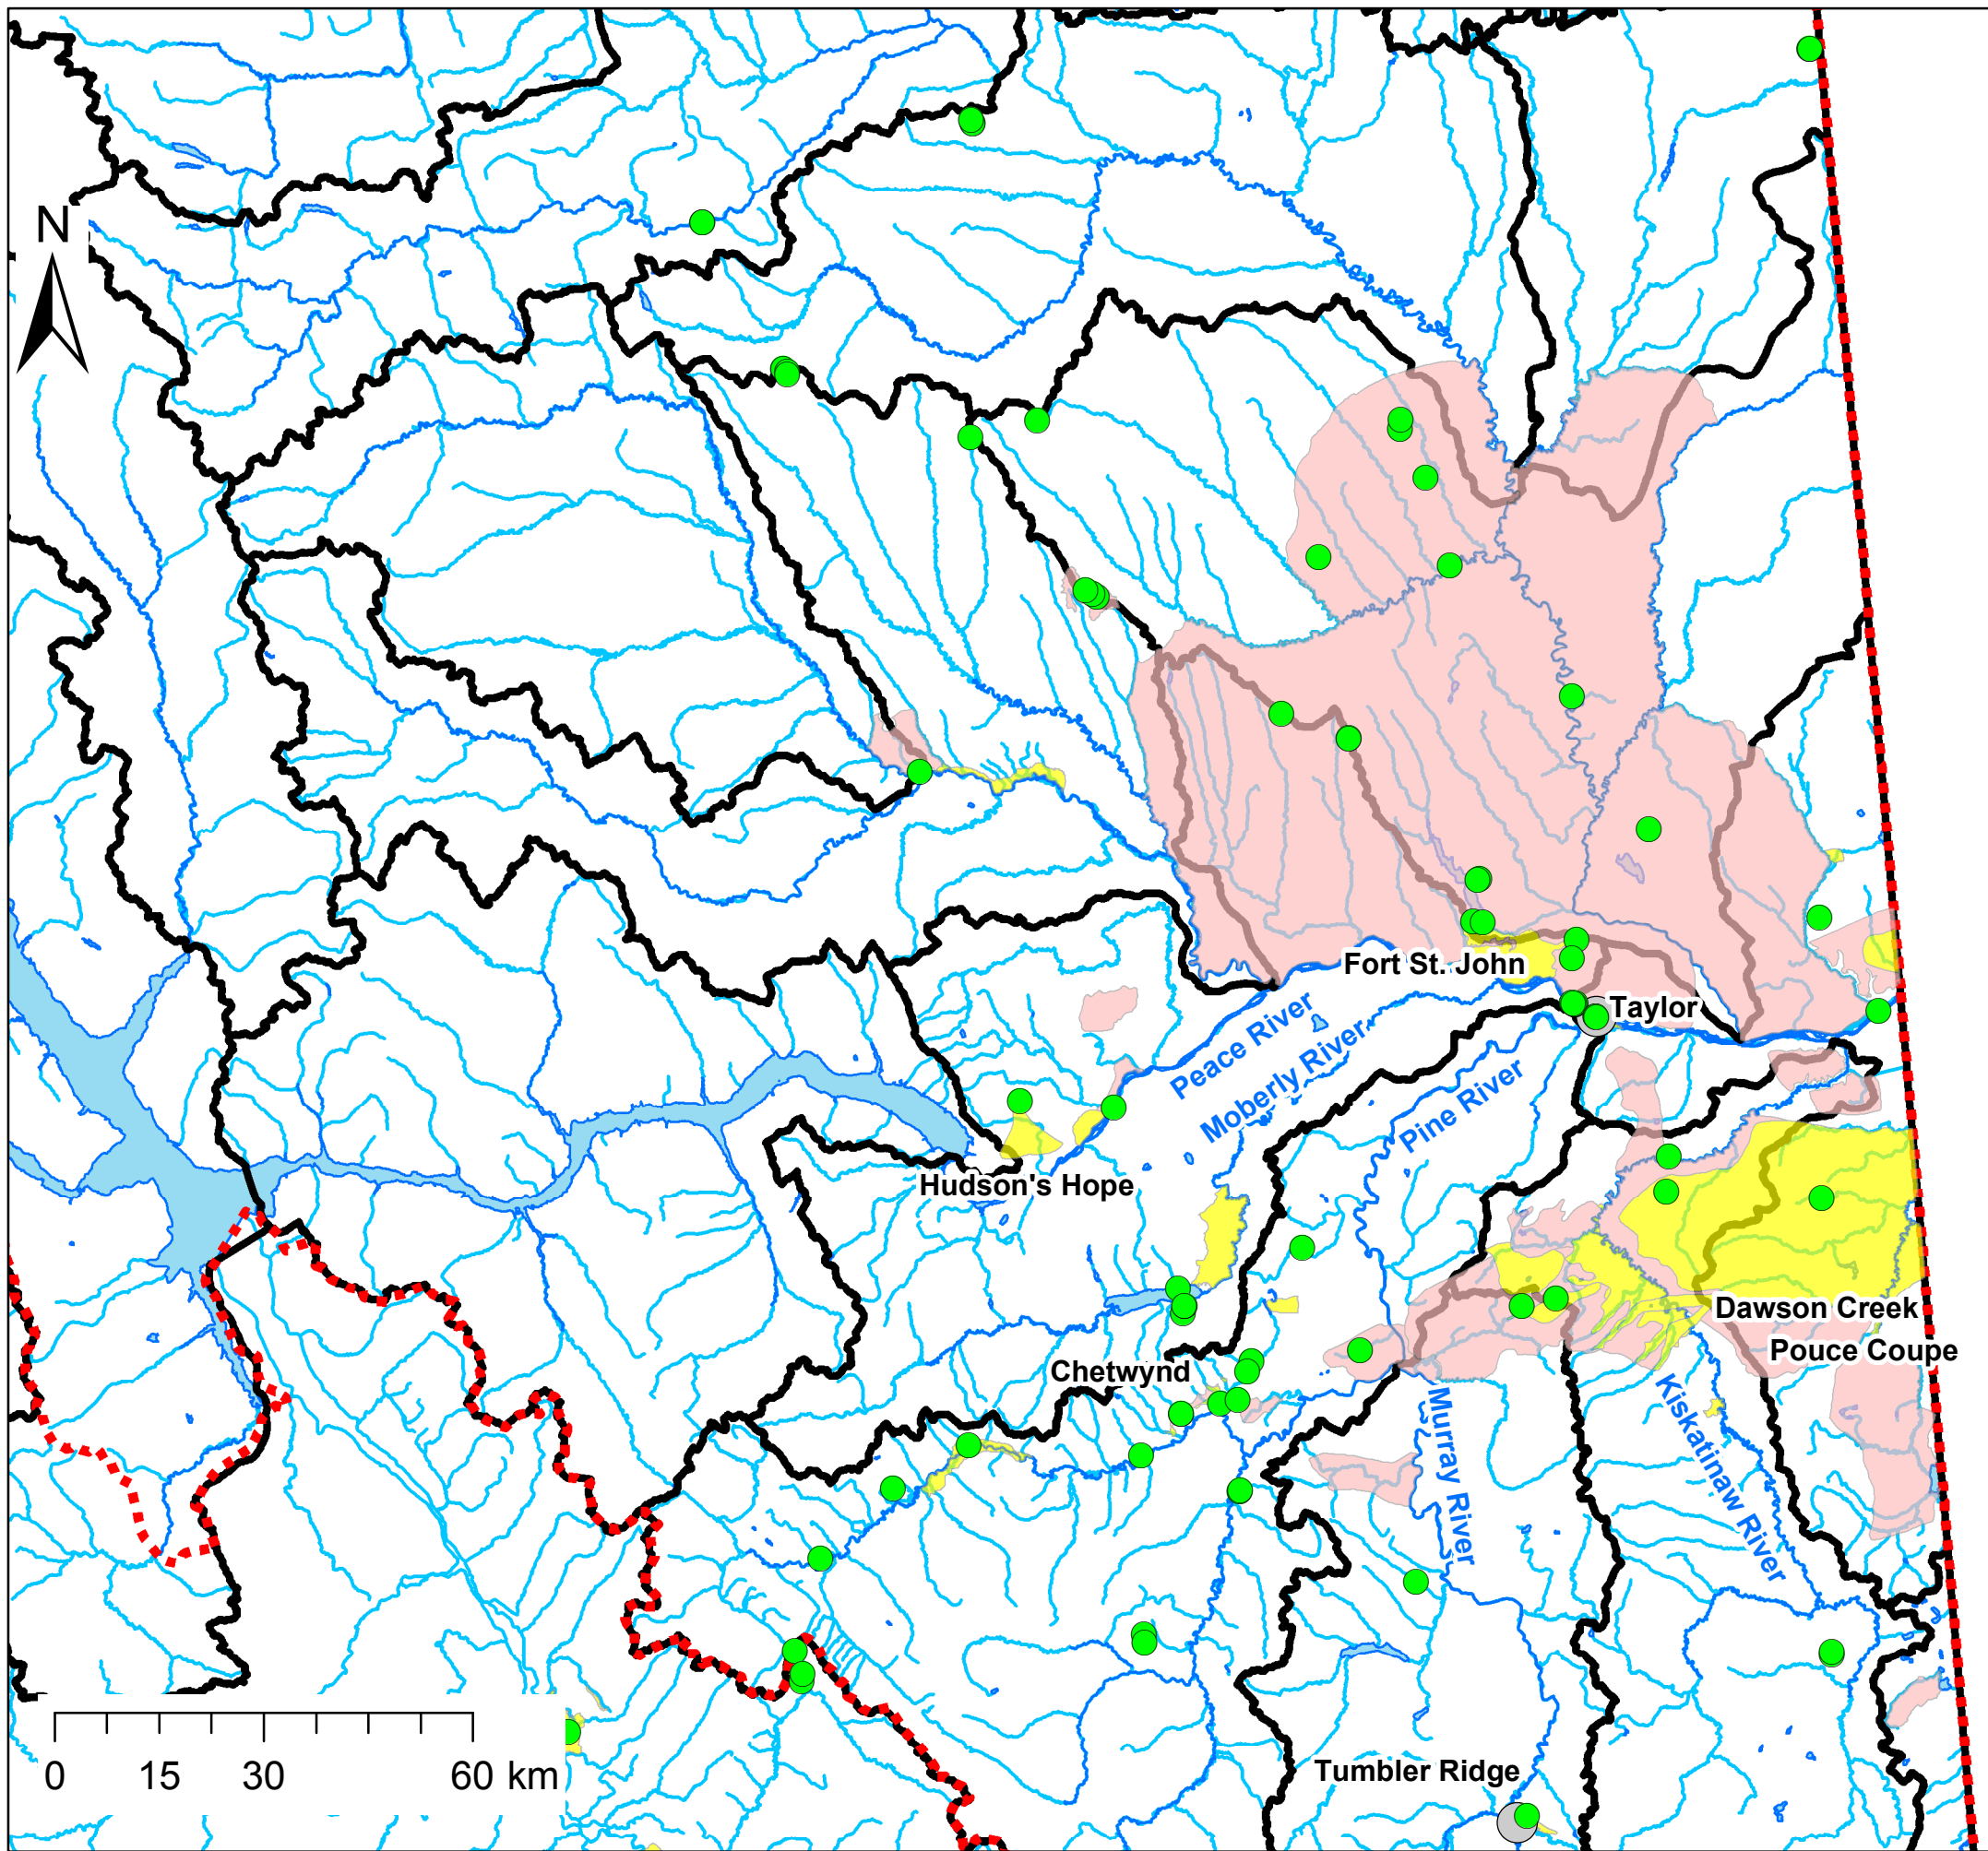 N
Fort St. John
Taylor
Peace River
Moberly River
Pine River
Hudson's Hope
Dawson Creek
Pouce Coupe
Chetwynd
Murray River
Kiskatinaw River
Tumbler Ridge
0 15 30 60 km